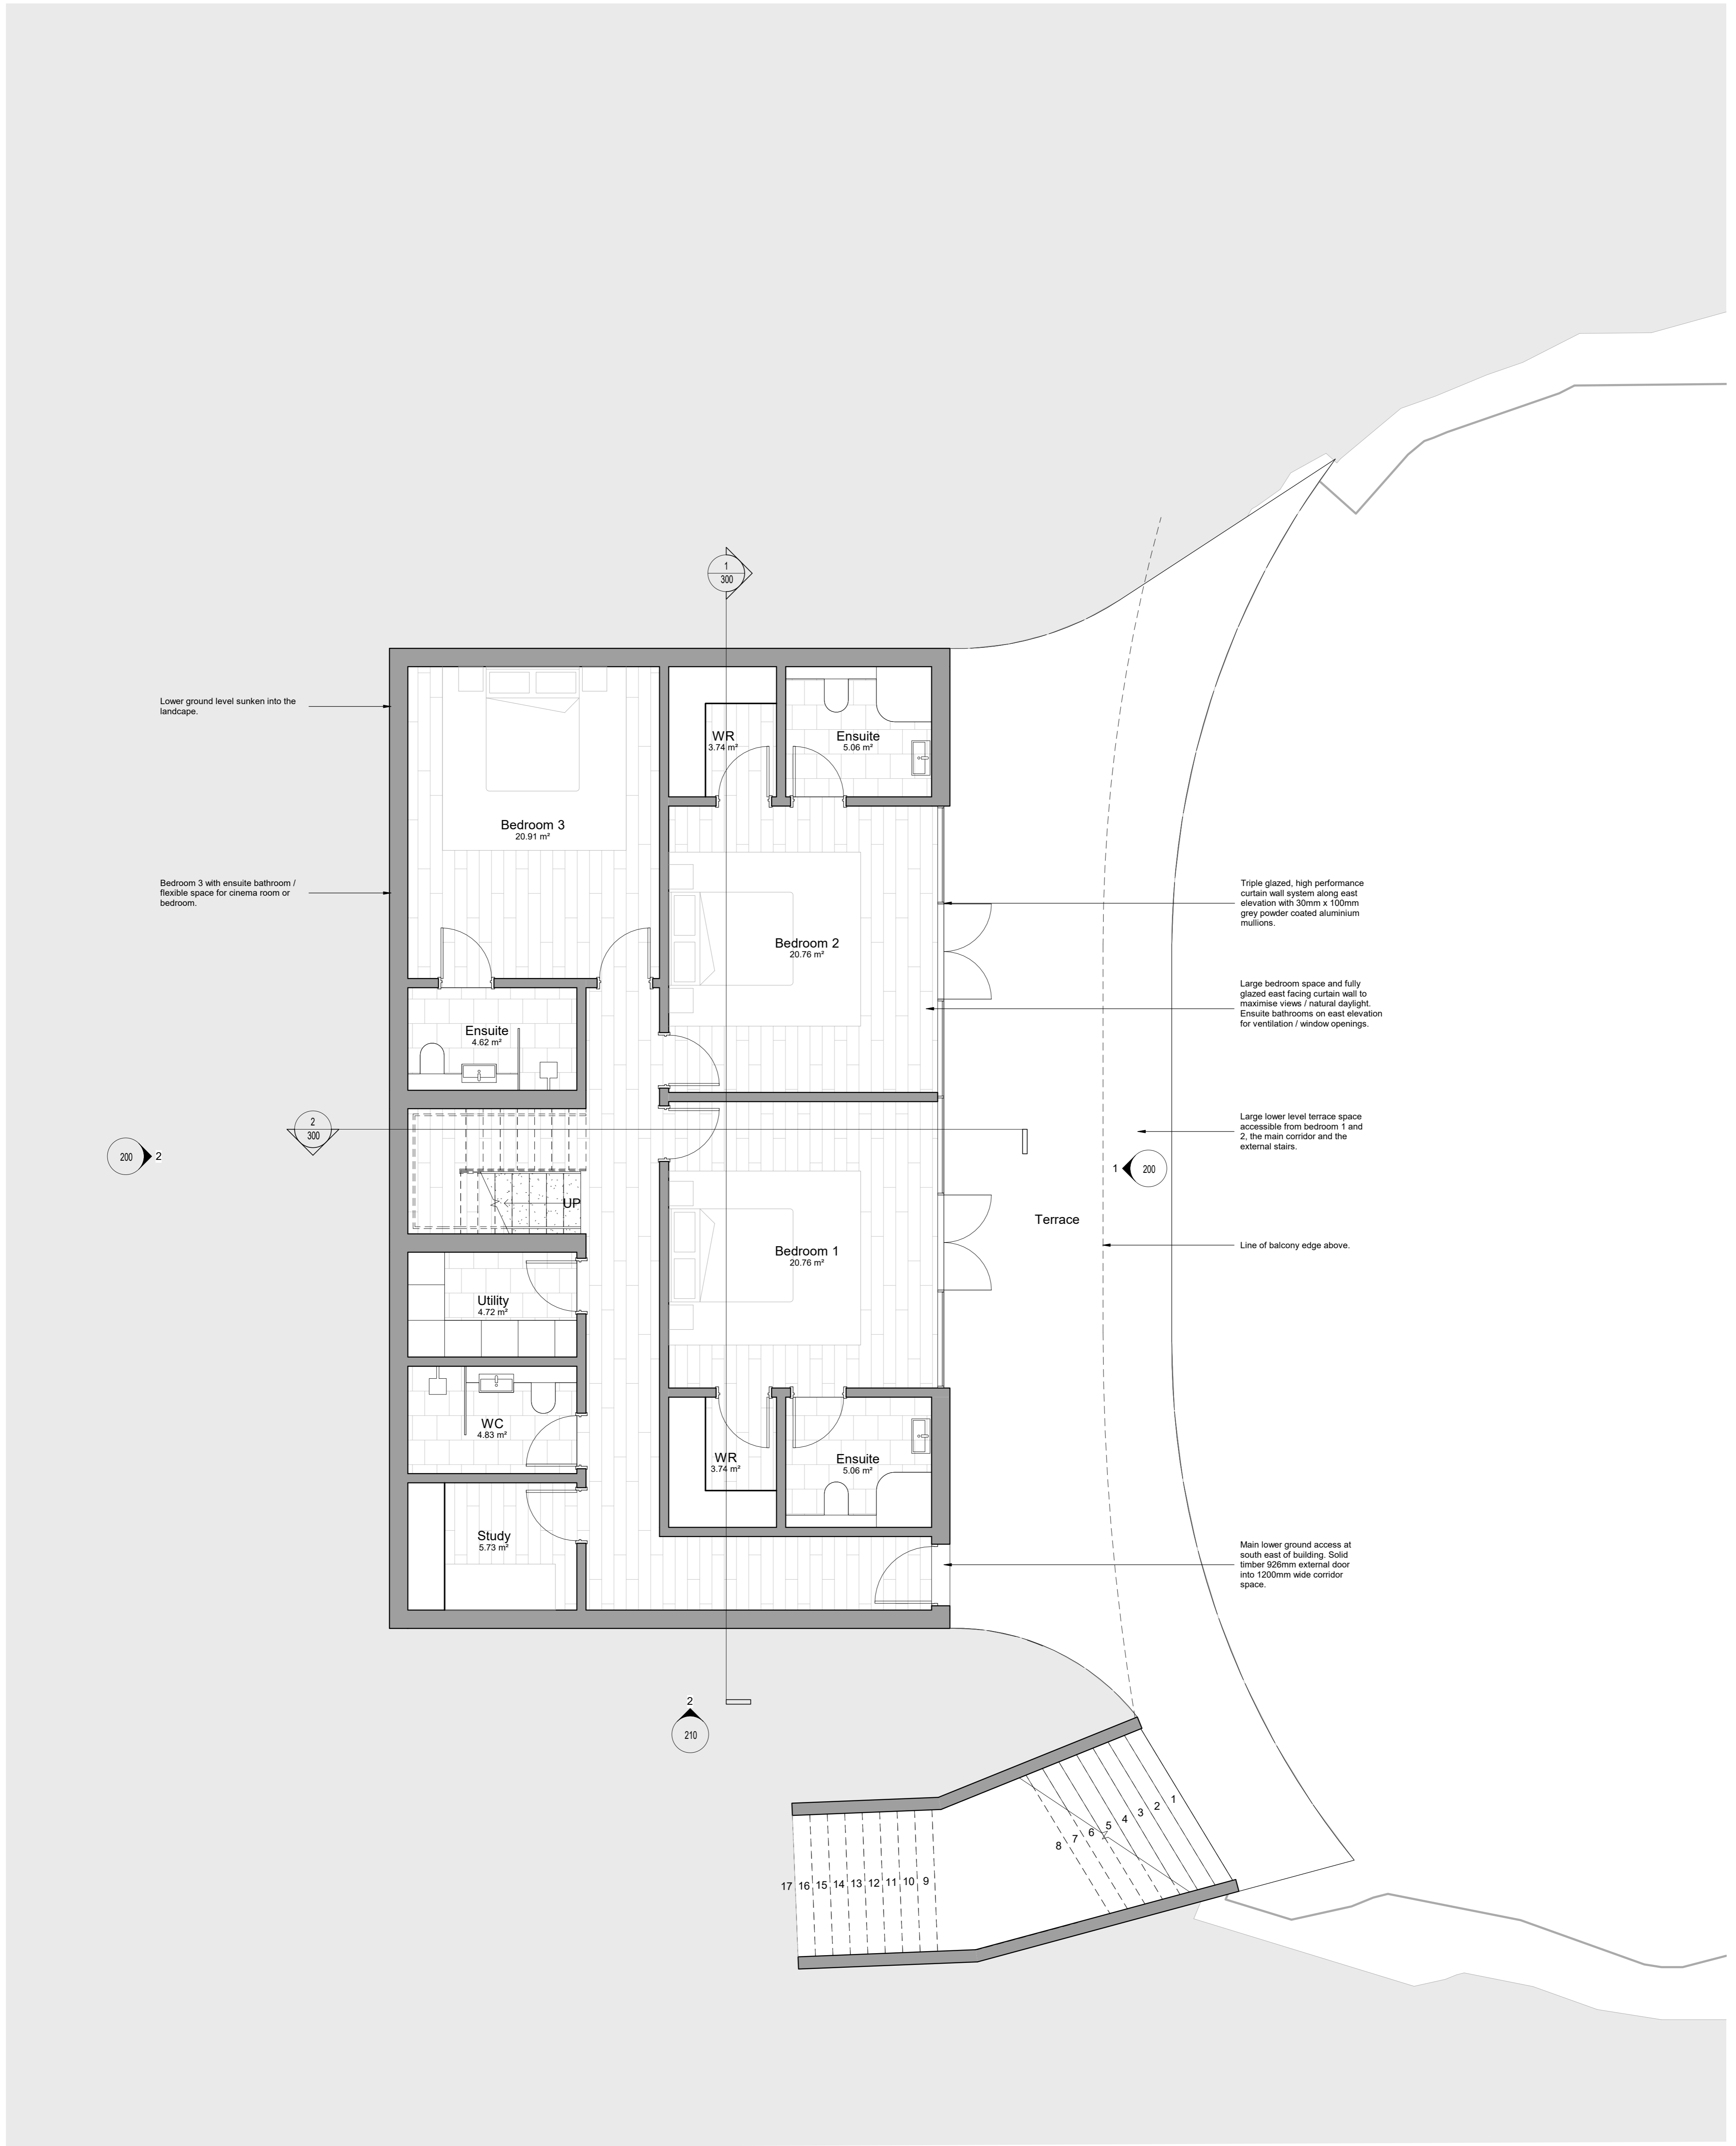 1
300
Lower ground level sunken into the
landcape.
WR
3.74 m²
Ensuite
5.06 m²
Bedroom 3
20.91 m²
Bedroom 3 with ensuite bathroom /
flexible space for cinema room or
bedroom.
Triple glazed, high performance
curtain wall system along east
elevation with 30mm x 100mm
grey powder coated aluminium
mullions.
Bedroom 2
20.76 m²
Large bedroom space and fully
glazed east facing curtain wall to
maximise views / natural daylight.
Ensuite bathrooms on east elevation
for ventilation / window openings.
Ensuite
4.62 m²
2
300
200
2
Large lower level terrace space
accessible from bedroom 1 and
2, the main corridor and the
external stairs.
1
200
UP
Terrace
Line of balcony edge above.
Bedroom 1
20.76 m²
Utility
4.72 m²
WC
4.83 m²
WR
3.74 m²
Ensuite
5.06 m²
Study
5.73 m²
Main lower ground access at
south east of building. Solid
timber 926mm external door
into 1200mm wide corridor
space.
2
210
17 16 15 14 13 12 11 10 9
8 7 6 5 4 3 2 1